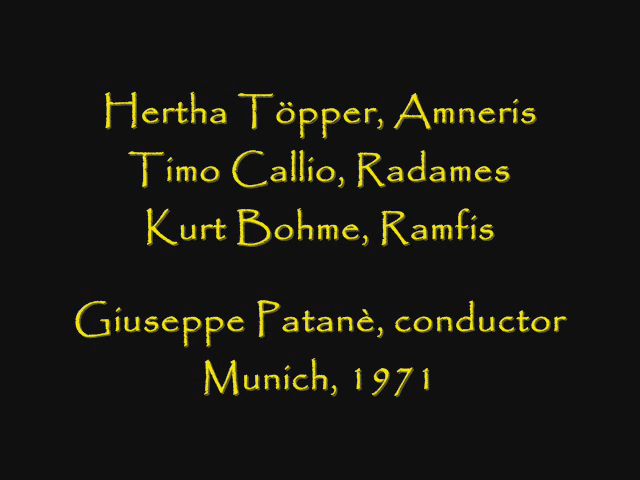 Hertha Töpper, Amneris
Timo Callio, Radames
Kurt Bohme, Ramfis
Giuseppe Patanè, conductor
Munich, 1971